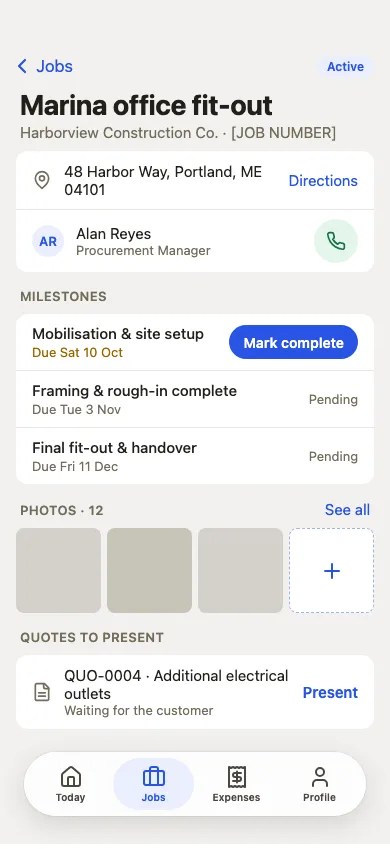 Jobs
Active
Marina office fit-out
Harborview Construction Co. · [JOB NUMBER]
48 Harbor Way, Portland, ME
04101
Directions
AR
Alan Reyes
Procurement Manager
MILESTONES
Mobilisation & site setup
Due Sat 10 Oct
Mark complete
Framing & rough-in complete
Due Tue 3 Nov
Pending
Final fit-out & handover
Due Fri 11 Dec
Pending
PHOTOS · 12
See all
QUOTES TO PRESENT
QUO-0004 · Additional electrical
outlets
Waiting for the customer
Present
Today
Jobs
Expenses
Profile